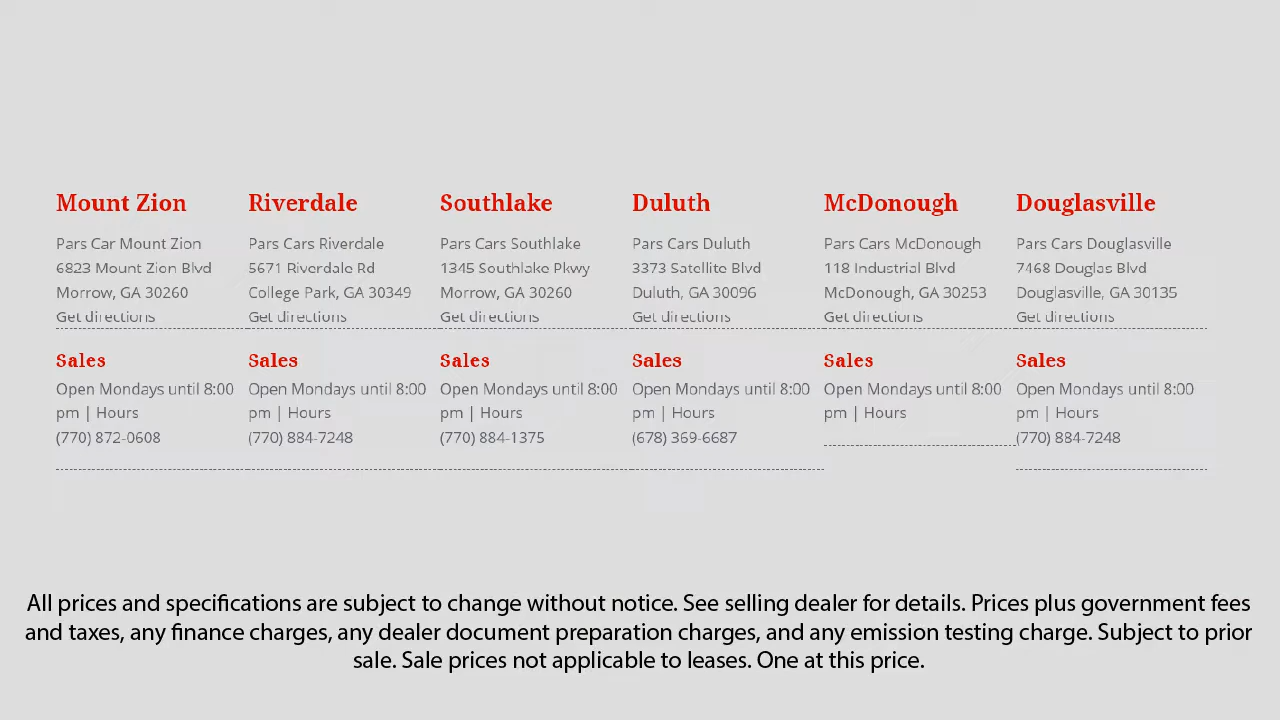 Mount Zion
Pars Car Mount Zion
6823 Mount Zion Blvd
Morrow, GA 30260
Get directions
Sales
Open Mondays until 8:00
pm | Hours
(770) 872-0608
Riverdale
Pars Cars Riverdale
5671 Riverdale Rd
College Park, GA 30349
Get directions
Sales
Open Mondays until 8:00
pm | Hours
(770) 884-7248
Southlake
Pars Cars Southlake
1345 Southlake Pkwy
Morrow, GA 30260
Get directions
Sales
Open Mondays until 8:00
pm | Hours
(770) 884-1375
Duluth
Pars Cars Duluth
3373 Satellite Blvd
Duluth, GA 30096
Get directions
Sales
Open Mondays until 8:00
pm | Hours
(678) 369-6687
McDonough
Pars Cars McDonough
118 Industrial Blvd
McDonough, GA 30253
Get directions
Sales
Open Mondays until 8:00
pm | Hours
Douglasville
Pars Cars Douglasville
7468 Douglas Blvd
Douglasville, GA 30135
Get directions
Sales
Open Mondays until 8:00
pm | Hours
(770) 884-7248
All prices and specifications are subject to change without notice. See selling dealer for details. Prices plus government fees
and taxes, any finance charges, any dealer document preparation charges, and any emission testing charge. Subject to prior
sale. Sale prices not applicable to leases. One at this price.